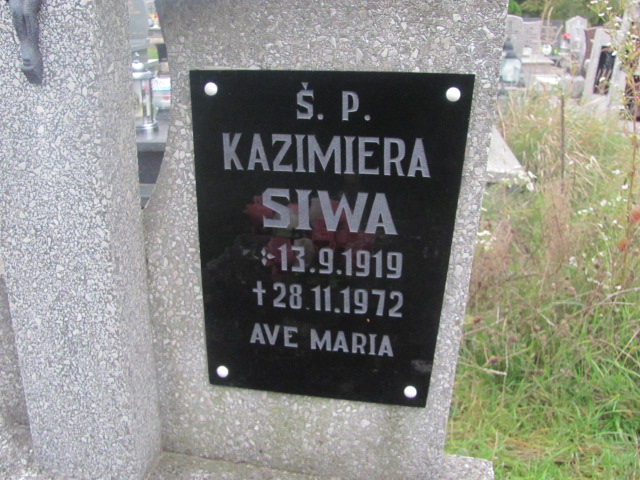 Š. P.
KAZIMIERA
SIWA
* 13.9.1919
† 28.11.1972
AVE MARIA